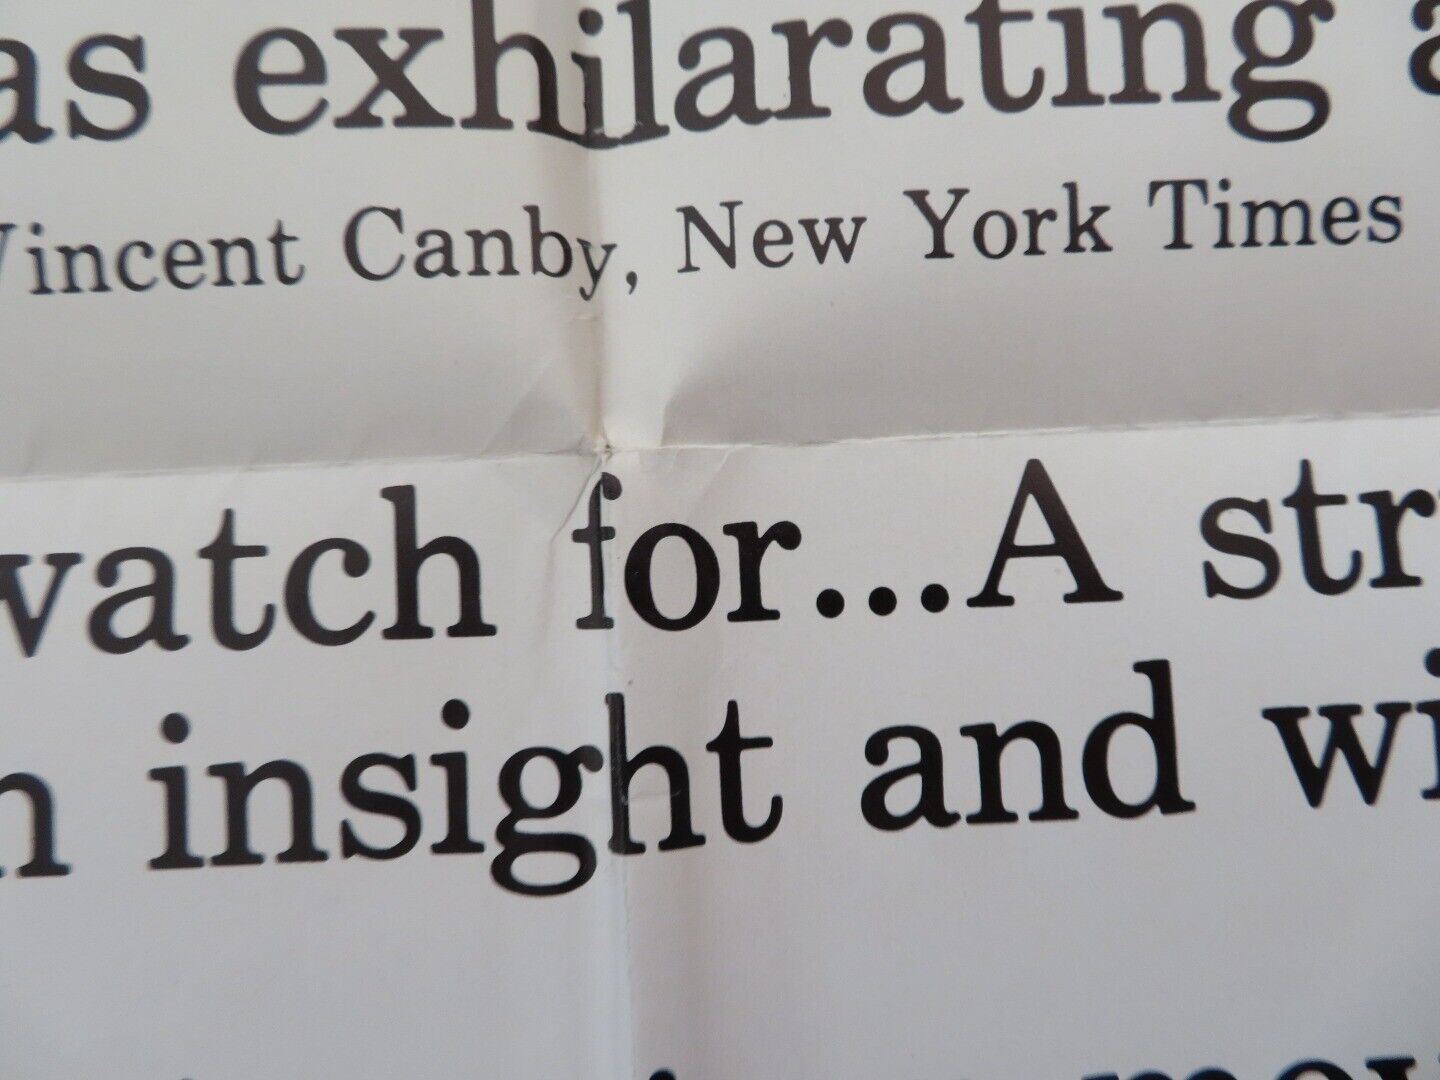 as exhilarating a
Vincent Canby, New York Times
watch for...A str
insight and wi